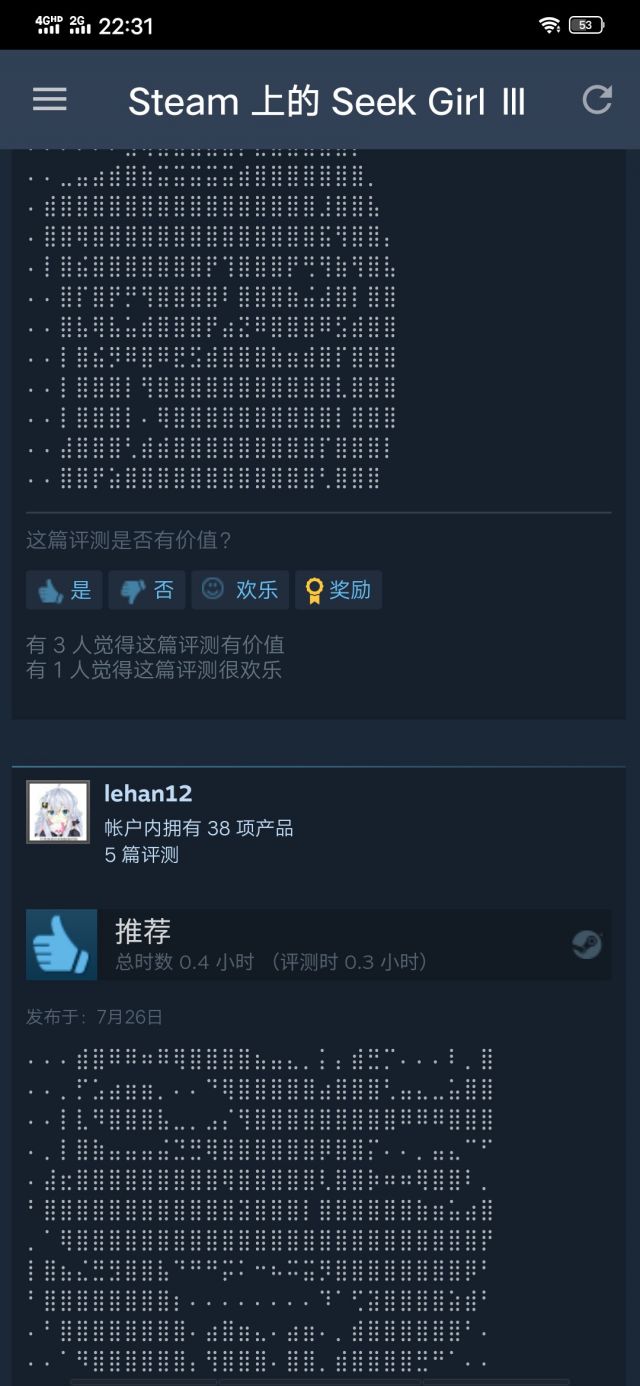 4GHD 2G 22:31 53
Steam 上的 Seek Girl Ⅲ
这篇评测是否有价值？
是 否 欢乐 奖励
有 3 人觉得这篇评测有价值
有 1 人觉得这篇评测很欢乐
lehan12
帐户内拥有 38 项产品
5 篇评测
推荐
总时数 0.4 小时 （评测时 0.3 小时）
发布于：7月26日